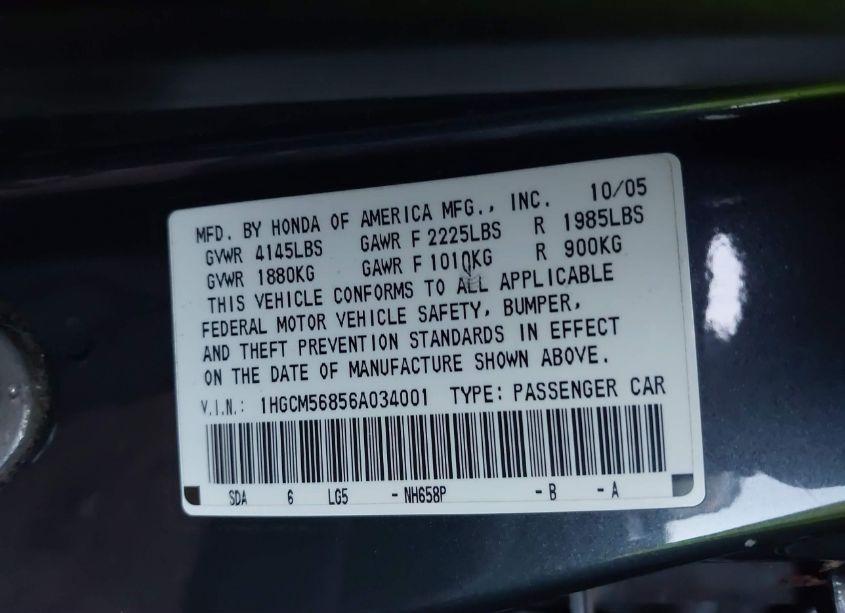 MFD. BY HONDA OF AMERICA MFG., INC. 10/05
GVWR 4145LBS GAWR F 2225LBS R 1985LBS
GVWR 1880KG GAWR F 1010KG R 900KG
THIS VEHICLE CONFORMS TO ALL APPLICABLE
FEDERAL MOTOR VEHICLE SAFETY, BUMPER,
AND THEFT PREVENTION STANDARDS IN EFFECT
ON THE DATE OF MANUFACTURE SHOWN ABOVE.
V.I.N.: 1HGCM56856A034001 TYPE: PASSENGER CAR
SDA 6 LG5 -NH658P -B -A